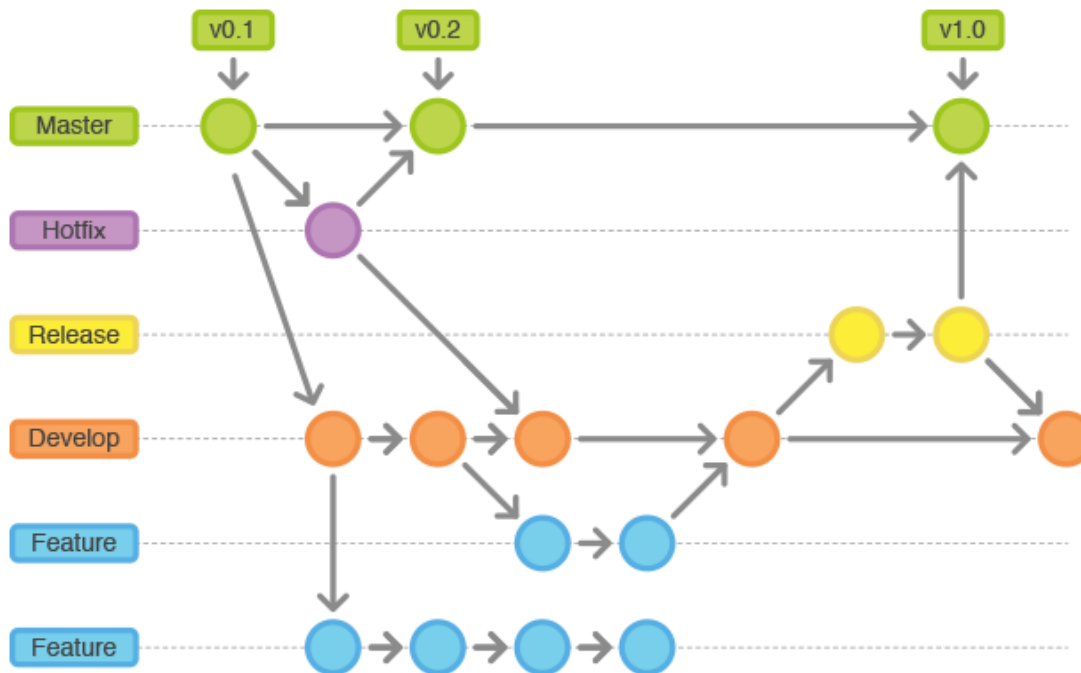 v0.1
v0.2
v1.0
Master
Hotfix
Release
Develop
Feature
Feature